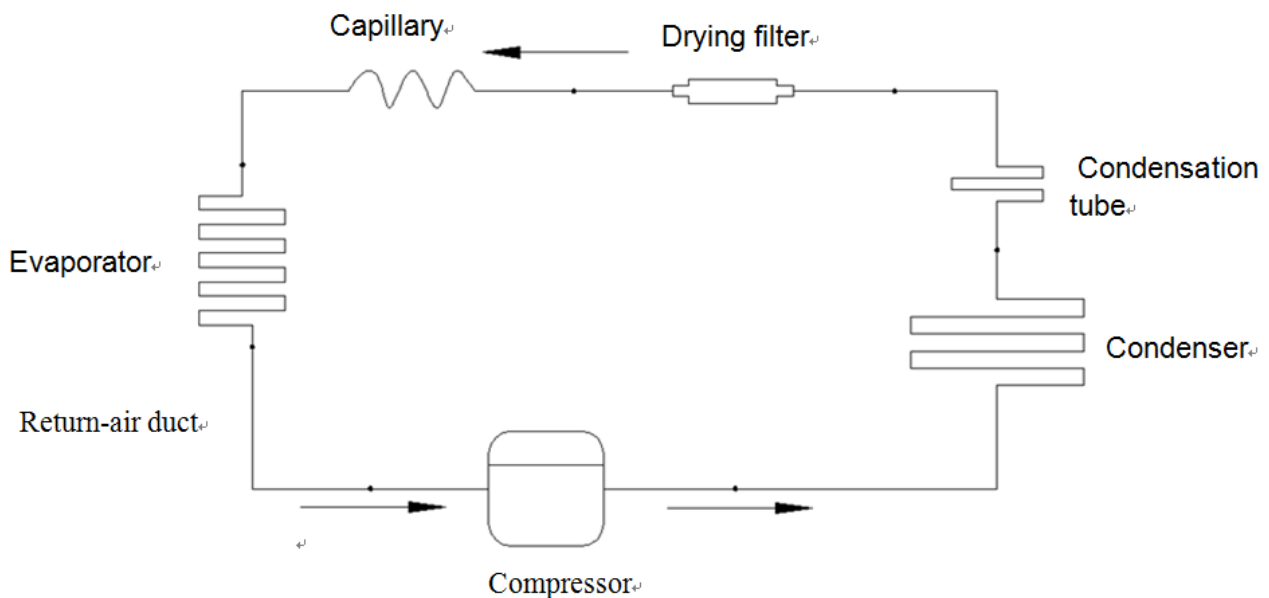 Capillary
Drying filter
Condensation
tube
Evaporator
Condenser
Return-air duct
Compressor